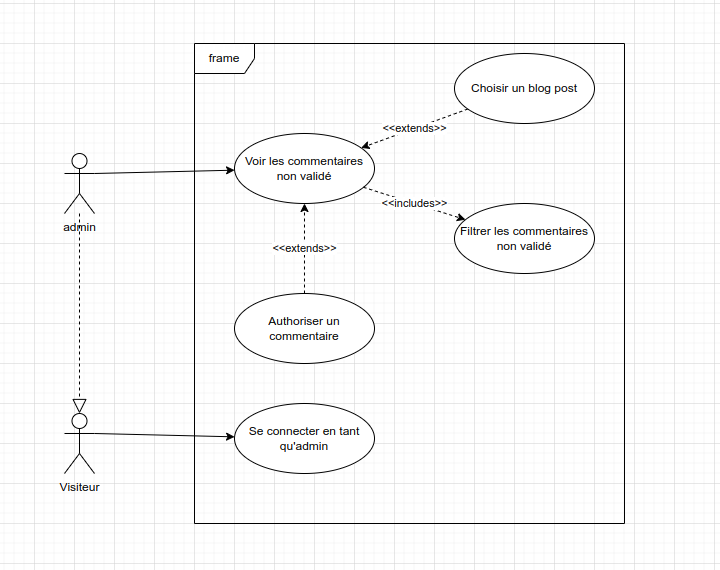 frame
Choisir un blog post
<<extends>>
Voir les commentaires
non validé
<<includes>>
admin
Filtrer les commentaires
non validé
<<extends>>
Authoriser un
commentaire
Se connecter en tant
qu'admin
Visiteur